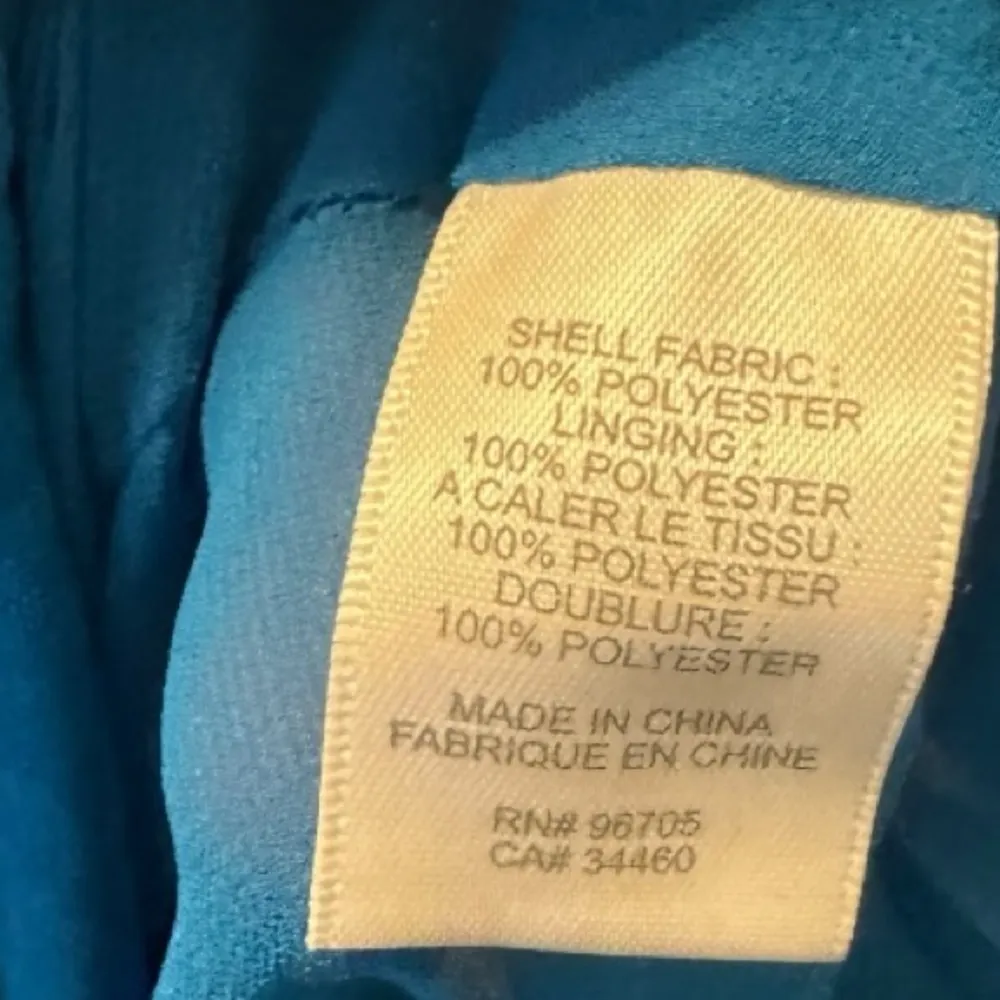 SHELL FABRIC :
100% POLYESTER
LINGING :
100% POLYESTER
A CALER LE TISSU :
100% POLYESTER
DOUBLURE :
100% POLYESTER
MADE IN CHINA
FABRIQUE EN CHINE
RN# 96705
CA# 34460